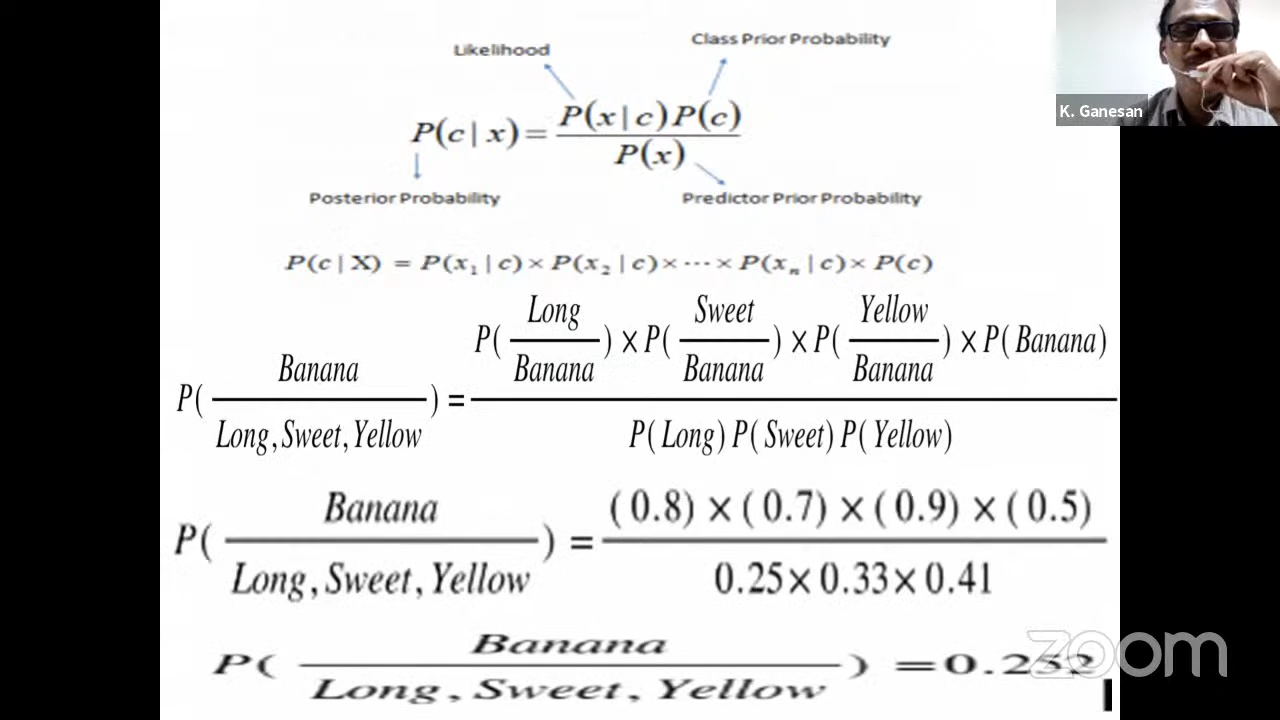 Likelihood
Class Prior Probability
K. Ganesan
P(c | x) = P(x | c) P(c) / P(x)
Posterior Probability
Predictor Prior Probability
P(c | X) = P(x₁ | c) × P(x₂ | c) × ··· × P(xₙ | c) × P(c)
P( Banana / Long, Sweet, Yellow ) = P( Long / Banana ) × P( Sweet / Banana ) × P( Yellow / Banana ) × P( Banana ) / P( Long ) P( Sweet ) P( Yellow )
P( Banana / Long, Sweet, Yellow ) = (0.8) × (0.7) × (0.9) × (0.5) / 0.25 × 0.33 × 0.41
P( Banana / Long, Sweet, Yellow ) = 0.252
zoom